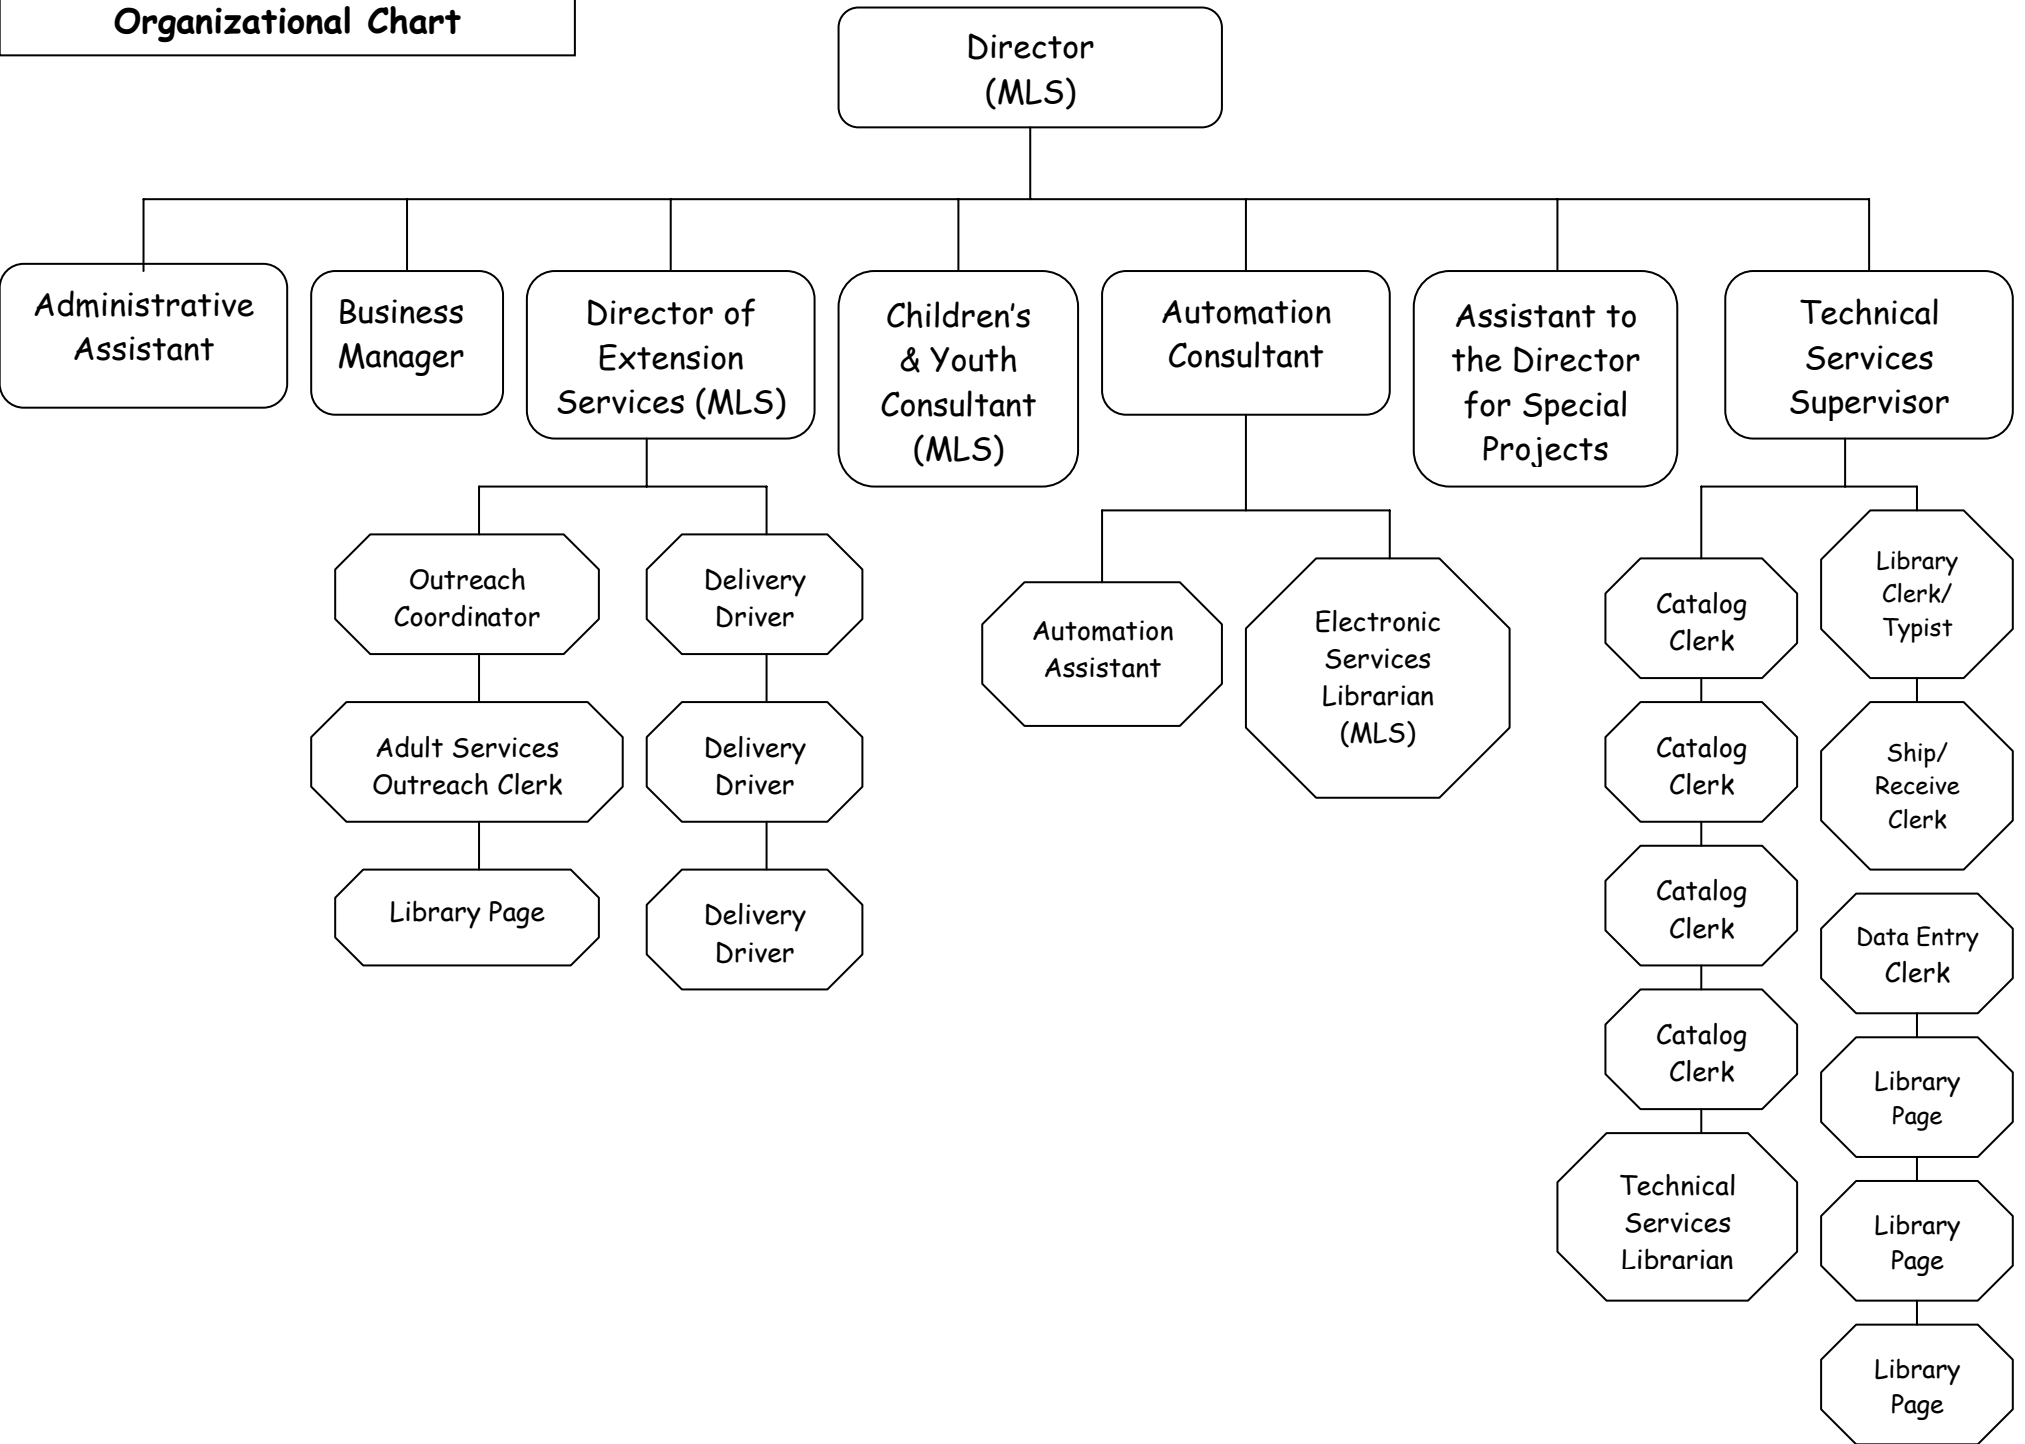 Organizational Chart
Director
(MLS)
Administrative
Assistant
Business
Manager
Director of
Extension
Services (MLS)
Children's
& Youth
Consultant
(MLS)
Automation
Consultant
Assistant to
the Director
for Special
Projects
Technical
Services
Supervisor
Outreach
Coordinator
Adult Services
Outreach Clerk
Library Page
Delivery
Driver
Delivery
Driver
Delivery
Driver
Automation
Assistant
Electronic
Services
Librarian
(MLS)
Catalog
Clerk
Catalog
Clerk
Catalog
Clerk
Catalog
Clerk
Technical
Services
Librarian
Library
Clerk/
Typist
Ship/
Receive
Clerk
Data Entry
Clerk
Library
Page
Library
Page
Library
Page